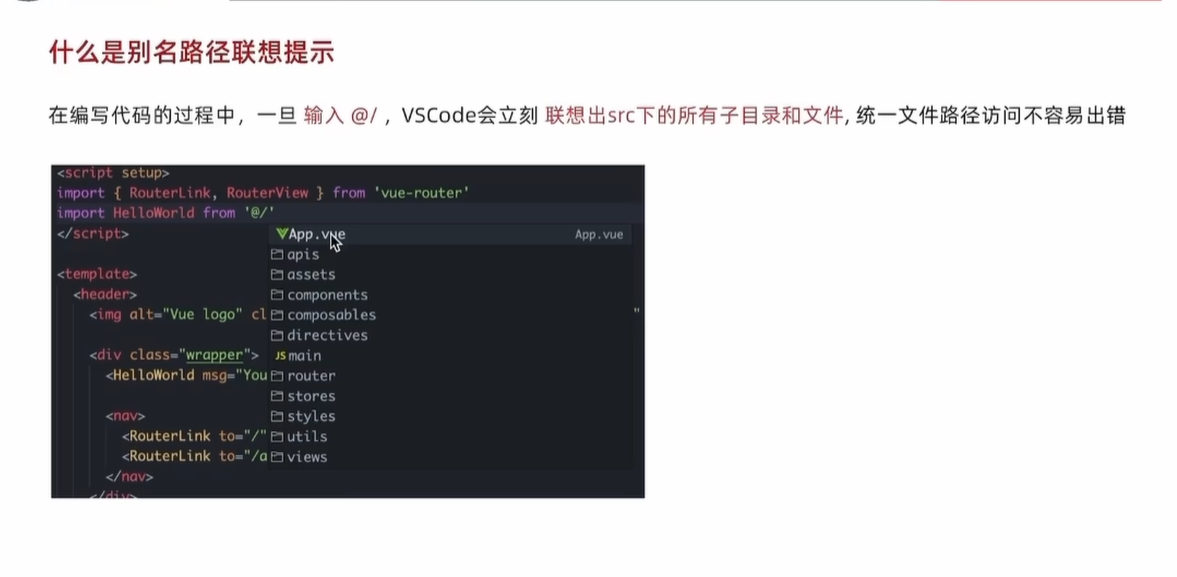 什么是别名路径联想提示
在编写代码的过程中，一旦 输入 @/ ，VSCode会立刻 联想出src下的所有子目录和文件, 统一文件路径访问不容易出错
<script setup>
import { RouterLink, RouterView } from 'vue-router'
import HelloWorld from '@/'
</script>
App.vue App.vue
apis
<template>
assets
<header>
components
<img alt="Vue logo" cl
composables
"
directives
<div class="wrapper">
JS main
<HelloWorld msg="You
router
stores
<nav>
styles
<RouterLink to="/"
utils
<RouterLink to="/a
views
</nav>
</div>